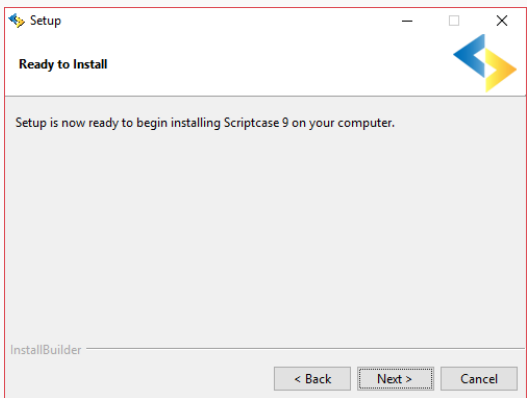 Setup
Ready to Install
Setup is now ready to begin installing Scriptcase 9 on your computer.
InstallBuilder
< Back Next > Cancel